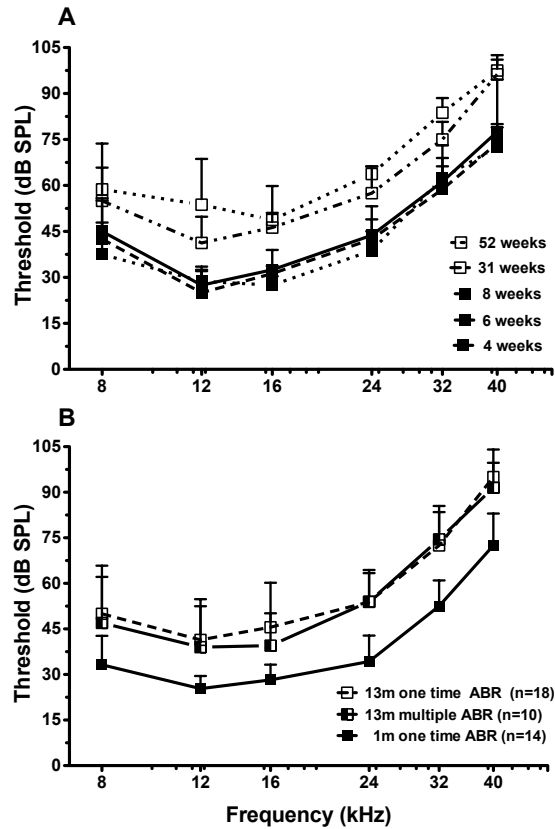 A
105
90
75
60
45
30
15
0
Threshold (dB SPL)
52 weeks
31 weeks
8 weeks
6 weeks
4 weeks
8 12 16 24 32 40
B
105
90
75
60
45
30
15
0
Threshold (dB SPL)
13m one time ABR (n=18)
13m multiple ABR (n=10)
1m one time ABR (n=14)
8 12 16 24 32 40
Frequency (kHz)